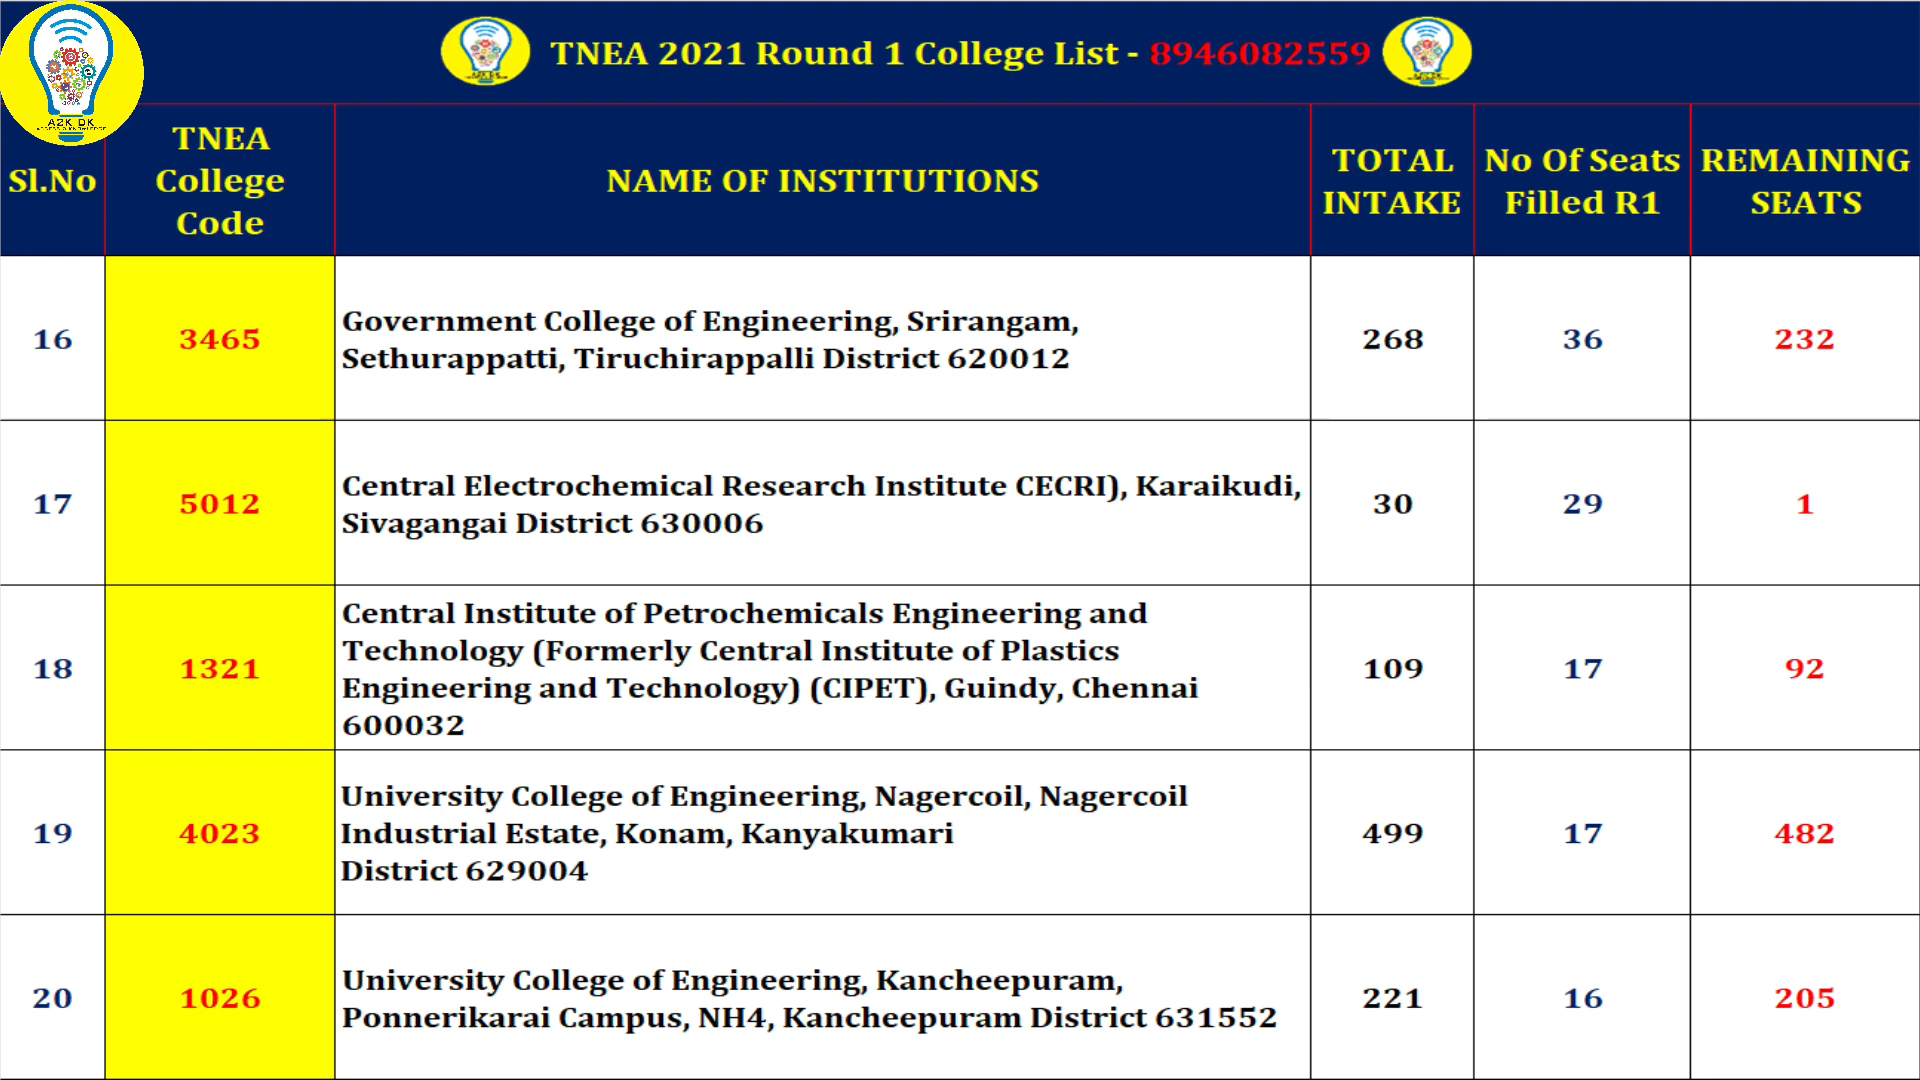 TNEA 2021 Round 1 College List - 8946082559
A2K DK
Sl.No
TNEA
College
Code
NAME OF INSTITUTIONS
TOTAL
INTAKE
No Of Seats
Filled R1
REMAINING
SEATS
16
3465
Government College of Engineering, Srirangam,
Sethurappatti, Tiruchirappalli District 620012
268
36
232
17
5012
Central Electrochemical Research Institute CECRI), Karaikudi,
Sivagangai District 630006
30
29
1
18
1321
Central Institute of Petrochemicals Engineering and
Technology (Formerly Central Institute of Plastics
Engineering and Technology) (CIPET), Guindy, Chennai
600032
109
17
92
19
4023
University College of Engineering, Nagercoil, Nagercoil
Industrial Estate, Konam, Kanyakumari
District 629004
499
17
482
20
1026
University College of Engineering, Kancheepuram,
Ponnerikarai Campus, NH4, Kancheepuram District 631552
221
16
205